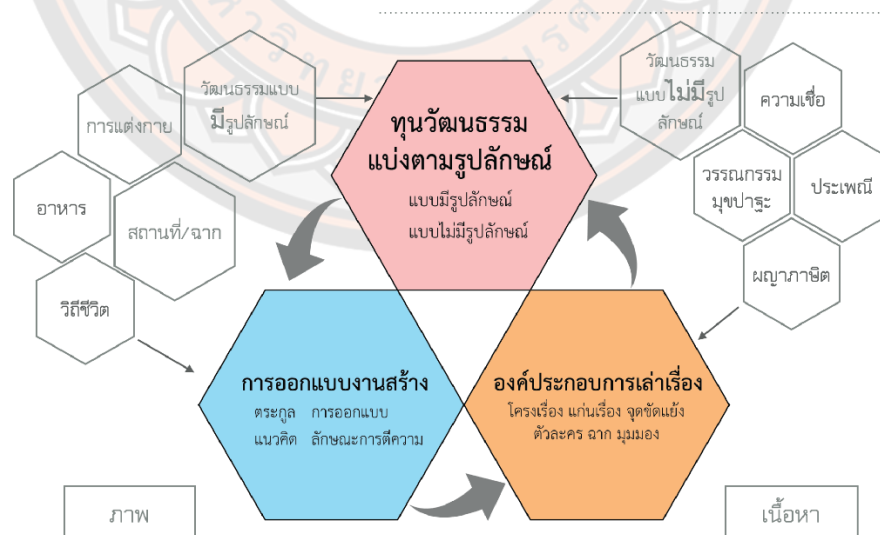 วัฒนธรรมแบบ
มีรูปลักษณ์
การแต่งกาย
อาหาร
สถานที่/ฉาก
วิถีชีวิต
ทุนวัฒนธรรม
แบ่งตามรูปลักษณ์
แบบมีรูปลักษณ์
แบบไม่มีรูปลักษณ์
วัฒนธรรม
แบบไม่มีรูป
ลักษณ์
ความเชื่อ
วรรณกรรม
มุขปาฐะ
ประเพณี
ผญาภาษิต
การออกแบบงานสร้าง
ตระกูล การออกแบบ
แนวคิด ลักษณะการตีความ
องค์ประกอบการเล่าเรื่อง
โครงเรื่อง แก่นเรื่อง จุดขัดแย้ง
ตัวละคร ฉาก มุมมอง
ภาพ
เนื้อหา